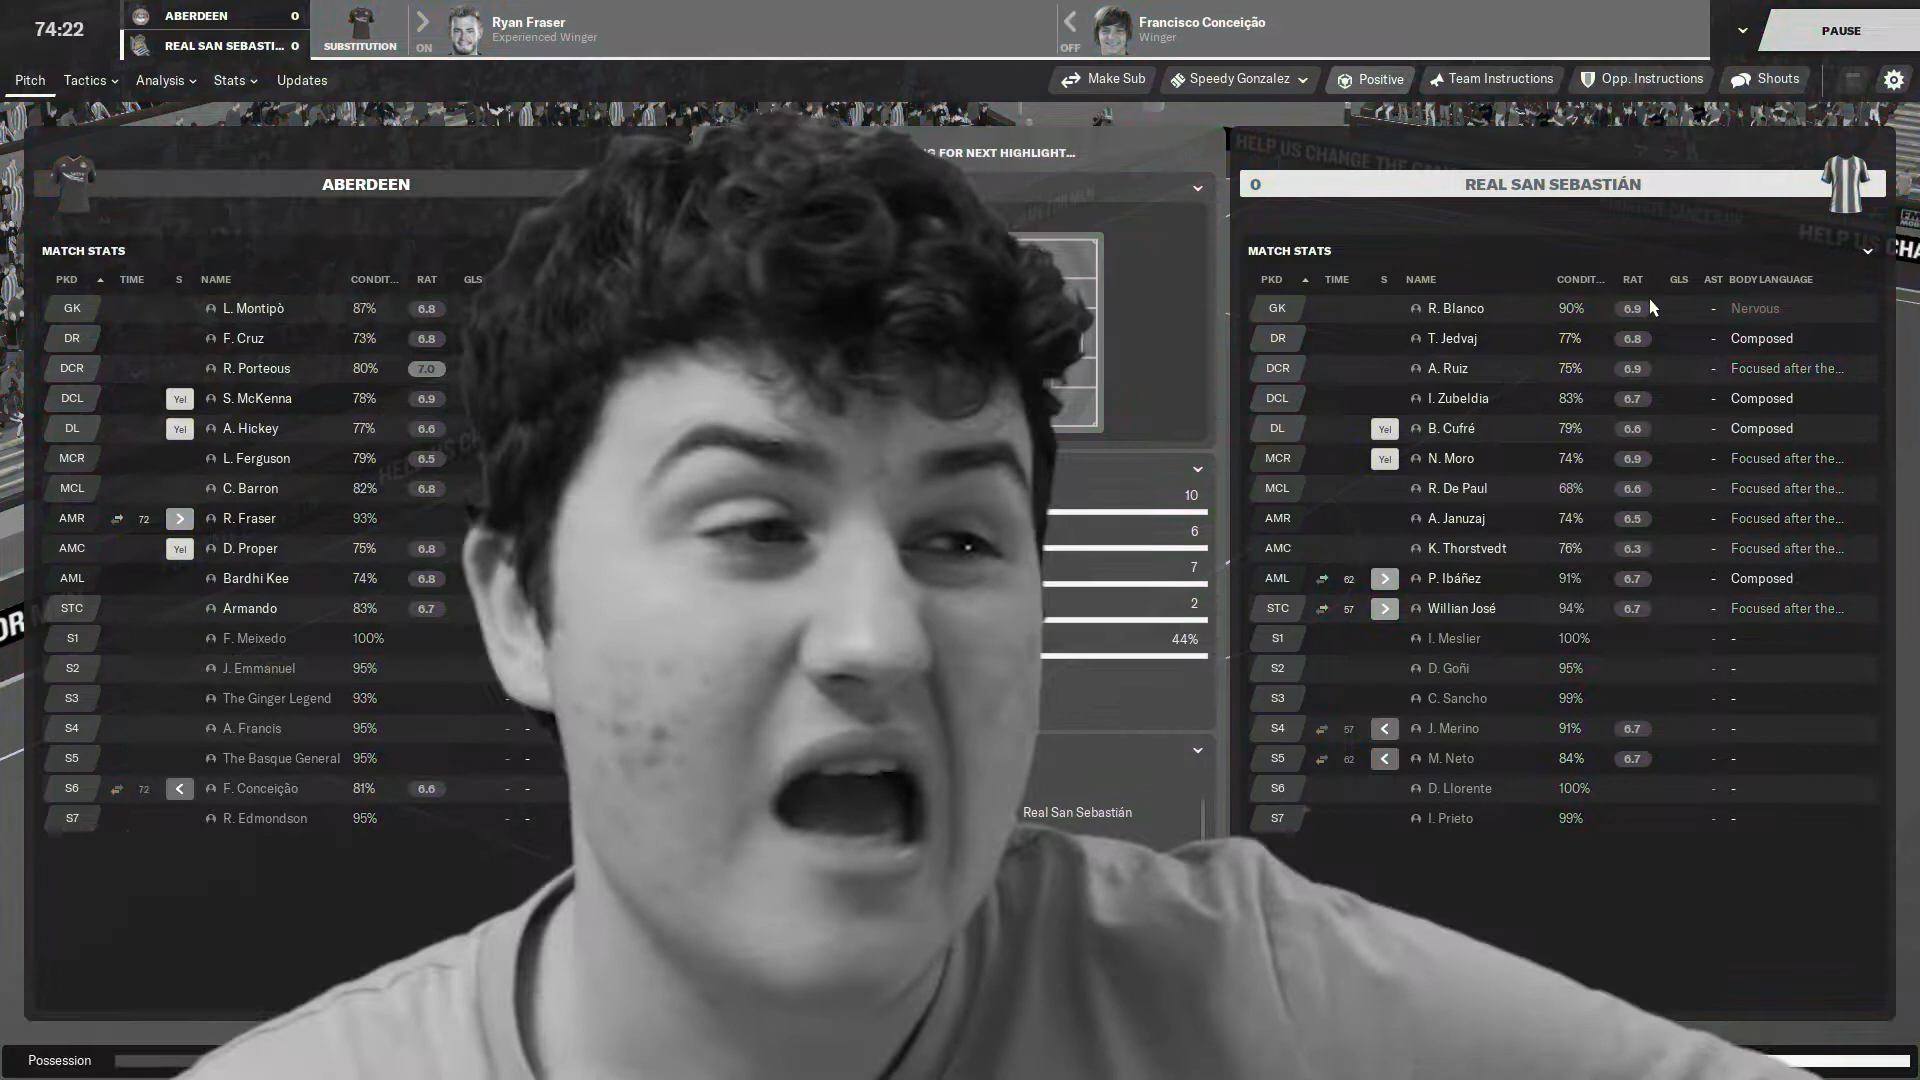 74:22
ABERDEEN 0
REAL SAN SEBASTI... 0
SUBSTITUTION
ON
Ryan Fraser
Experienced Winger
OFF
Francisco Conceição
Winger
PAUSE
Pitch Tactics Analysis Stats Updates
Make Sub Speedy Gonzalez Positive Team Instructions Opp. Instructions Shouts
FOR NEXT HIGHLIGHT...
ABERDEEN
MATCH STATS
PKD TIME S NAME CONDIT... RAT GLS
GK L. Montipò 87% 6.8
DR F. Cruz 73% 6.8
DCR R. Porteous 80% 7.0
DCL Yel S. McKenna 78% 6.9
DL Yel A. Hickey 77% 6.6
MCR L. Ferguson 79% 6.5
MCL C. Barron 82% 6.8
AMR 72 R. Fraser 93%
AMC Yel D. Proper 75% 6.8
AML Bardhi Kee 74% 6.8
STC Armando 83% 6.7
S1 F. Meixedo 100%
S2 J. Emmanuel 95%
S3 The Ginger Legend 93% -
S4 A. Francis 95% - -
S5 The Basque General 95% - -
S6 72 F. Conceição 81% 6.6 - -
S7 R. Edmondson 95% - -
10
6
7
2
44%
Real San Sebastián
0 REAL SAN SEBASTIÁN
MATCH STATS
PKD TIME S NAME CONDIT... RAT GLS AST BODY LANGUAGE
GK R. Blanco 90% 6.9 - Nervous
DR T. Jedvaj 77% 6.8 - Composed
DCR A. Ruiz 75% 6.9 - Focused after the...
DCL I. Zubeldia 83% 6.7 - Composed
DL Yel B. Cufré 79% 6.6 - Composed
MCR Yel N. Moro 74% 6.9 - Focused after the...
MCL R. De Paul 68% 6.6 - Focused after the...
AMR A. Januzaj 74% 6.5 - Focused after the...
AMC K. Thorstvedt 76% 6.3 - Focused after the...
AML 62 P. Ibáñez 91% 6.7 - Composed
STC 57 Willian José 94% 6.7 - Focused after the...
S1 I. Meslier 100% - -
S2 D. Goñi 95% - -
S3 C. Sancho 99% - -
S4 57 J. Merino 91% 6.7 - -
S5 62 M. Neto 84% 6.7 - -
S6 D. Llorente 100% - -
S7 I. Prieto 99% - -
HELP US CHANGE THE
HELP US CHA
Possession